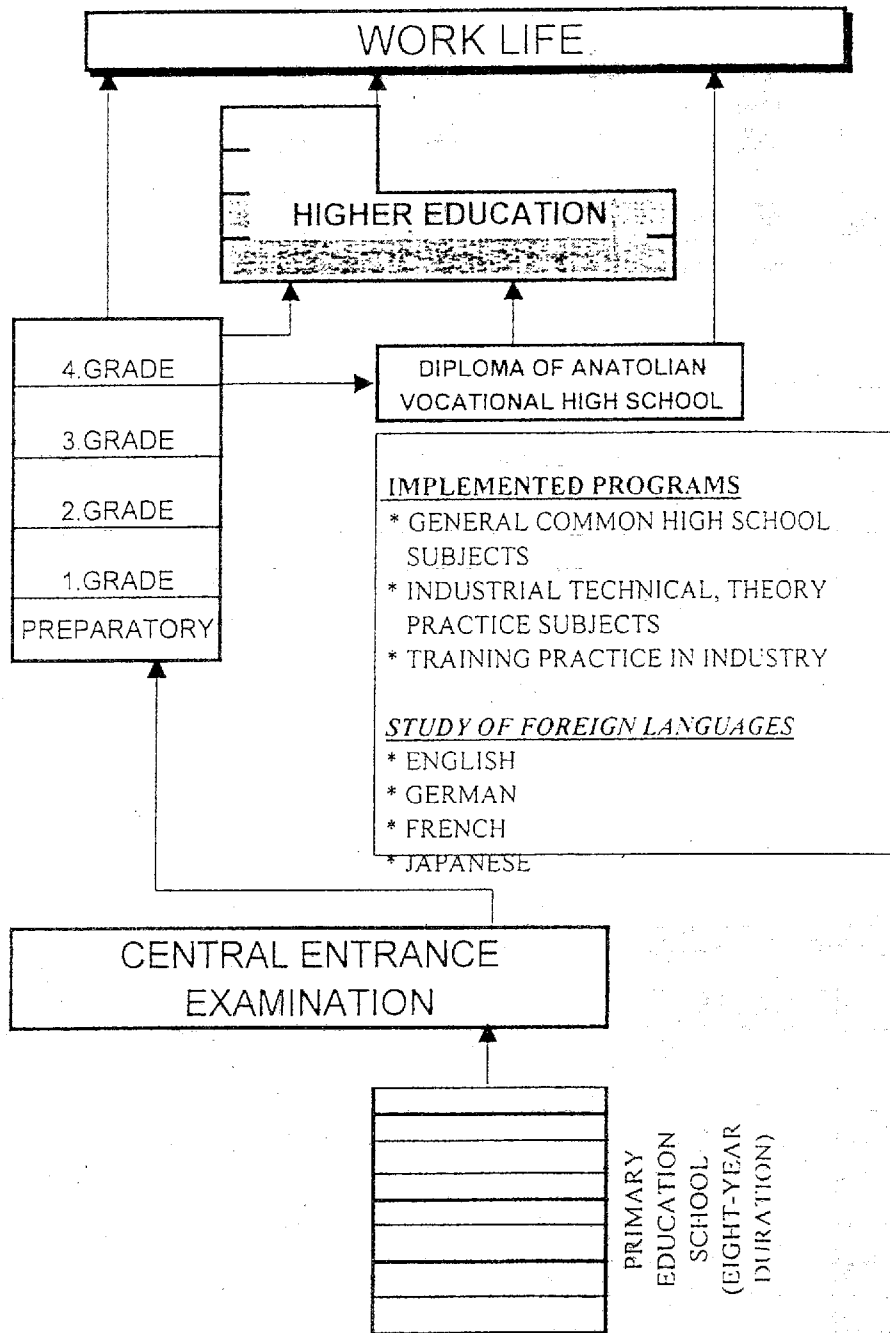 WORK LIFE
HIGHER EDUCATION
4.GRADE
3.GRADE
2.GRADE
1.GRADE
PREPARATORY
DIPLOMA OF ANATOLIAN
VOCATIONAL HIGH SCHOOL
IMPLEMENTED PROGRAMS
* GENERAL COMMON HIGH SCHOOL
SUBJECTS
* INDUSTRIAL TECHNICAL, THEORY
PRACTICE SUBJECTS
* TRAINING PRACTICE IN INDUSTRY
STUDY OF FOREIGN LANGUAGES
* ENGLISH
* GERMAN
* FRENCH
* JAPANESE
CENTRAL ENTRANCE
EXAMINATION
PRIMARY
EDUCATION
SCHOOL
(EIGHT-YEAR
DURATION)